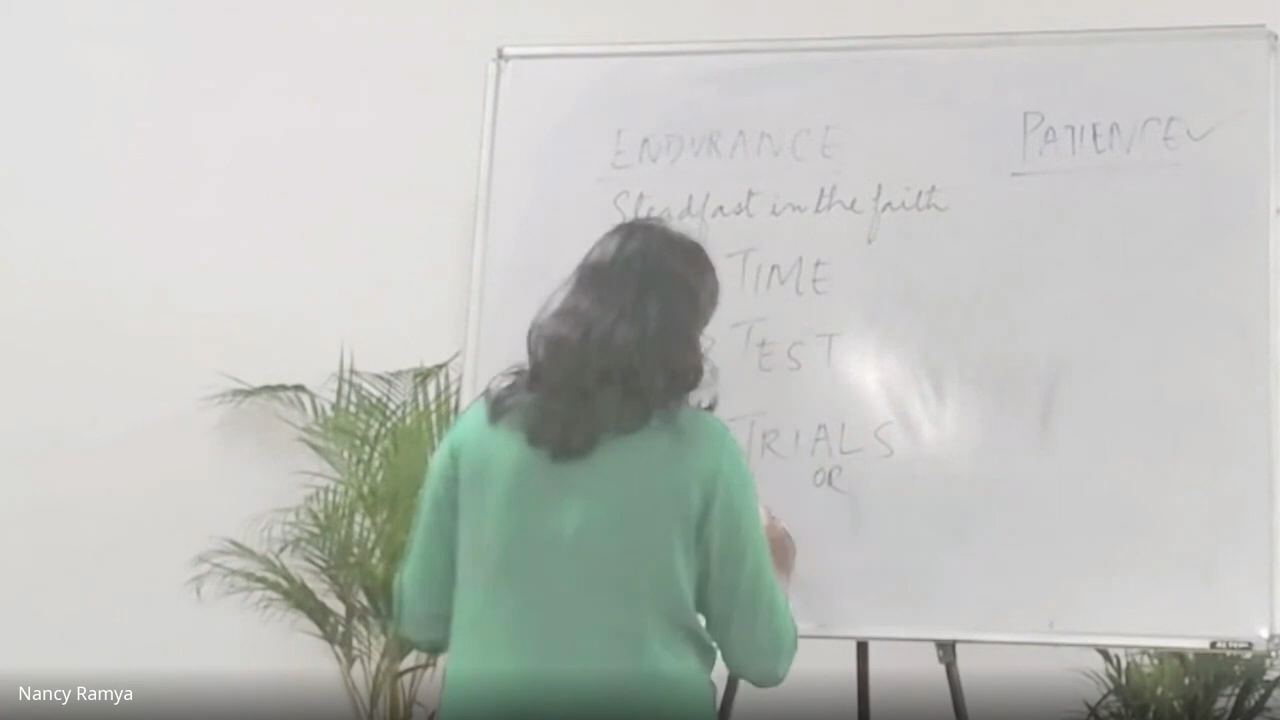 ENDURANCE
PATIENCE
Steadfast in the faith
TIME
TEST
TRIALS
OR
Nancy Ramya